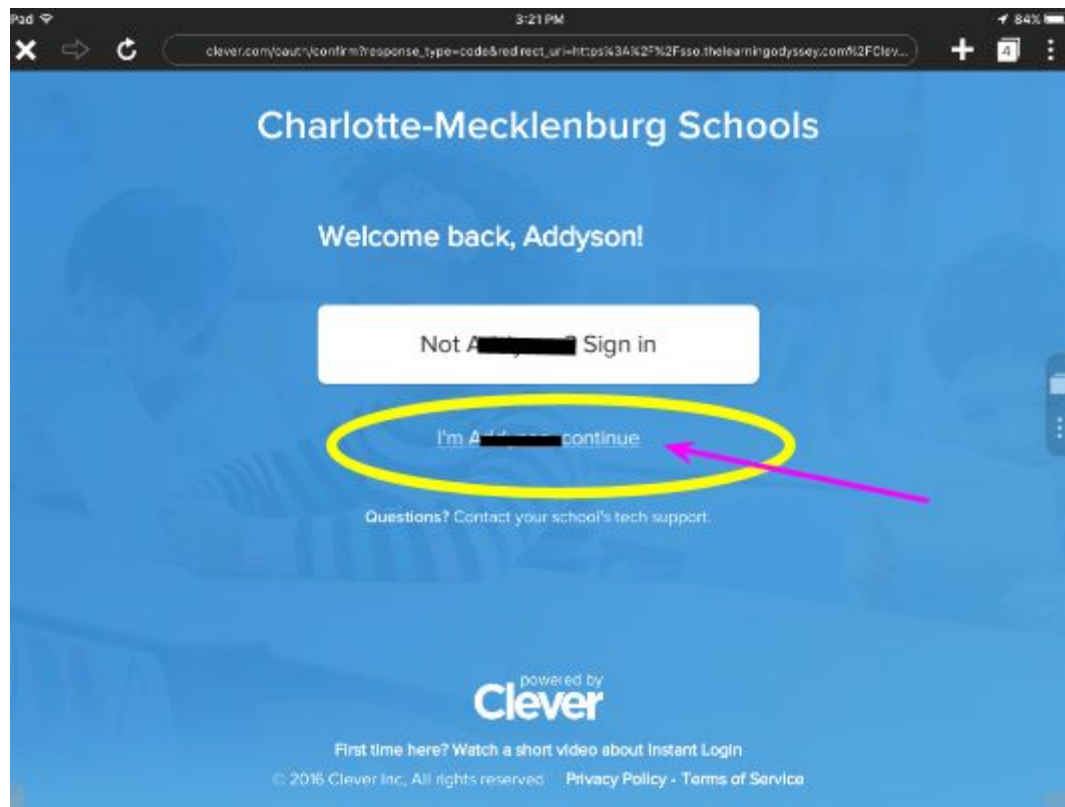 Pad 3:21 PM 84%
clever.com/oauth/confirm?response_type=code&redirect_uri=https%3A%2F%2Fsso.thelearningodyssey.com%2FClev... 4
Charlotte-Mecklenburg Schools
Welcome back, Addyson!
Not Sign in
I'm continue
Questions? Contact your school's tech support.
powered by
Clever
First time here? Watch a short video about Instant Login
© 2016 Clever Inc, All rights reserved Privacy Policy - Terms of Service